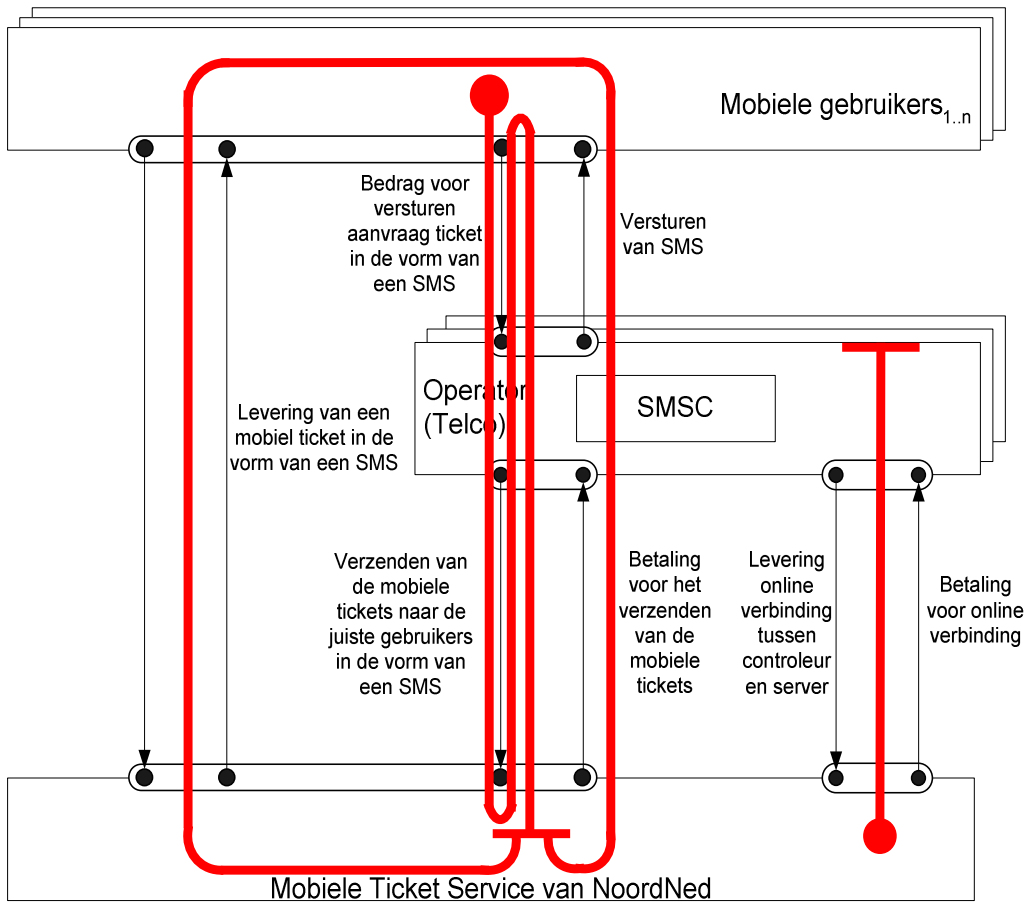 Mobiele gebruikers1..n
Bedrag voor
versturen
aanvraag ticket
in de vorm van
een SMS
Versturen
van SMS
Operator
(Telco)
SMSC
Levering van een
mobiel ticket in de
vorm van een SMS
Verzenden van
de mobiele
tickets naar de
juiste gebruikers
in de vorm van
een SMS
Betaling
voor het
verzenden
van de
mobiele
tickets
Levering
online
verbinding
tussen
controleur
en server
Betaling
voor online
verbinding
Mobiele Ticket Service van NoordNed